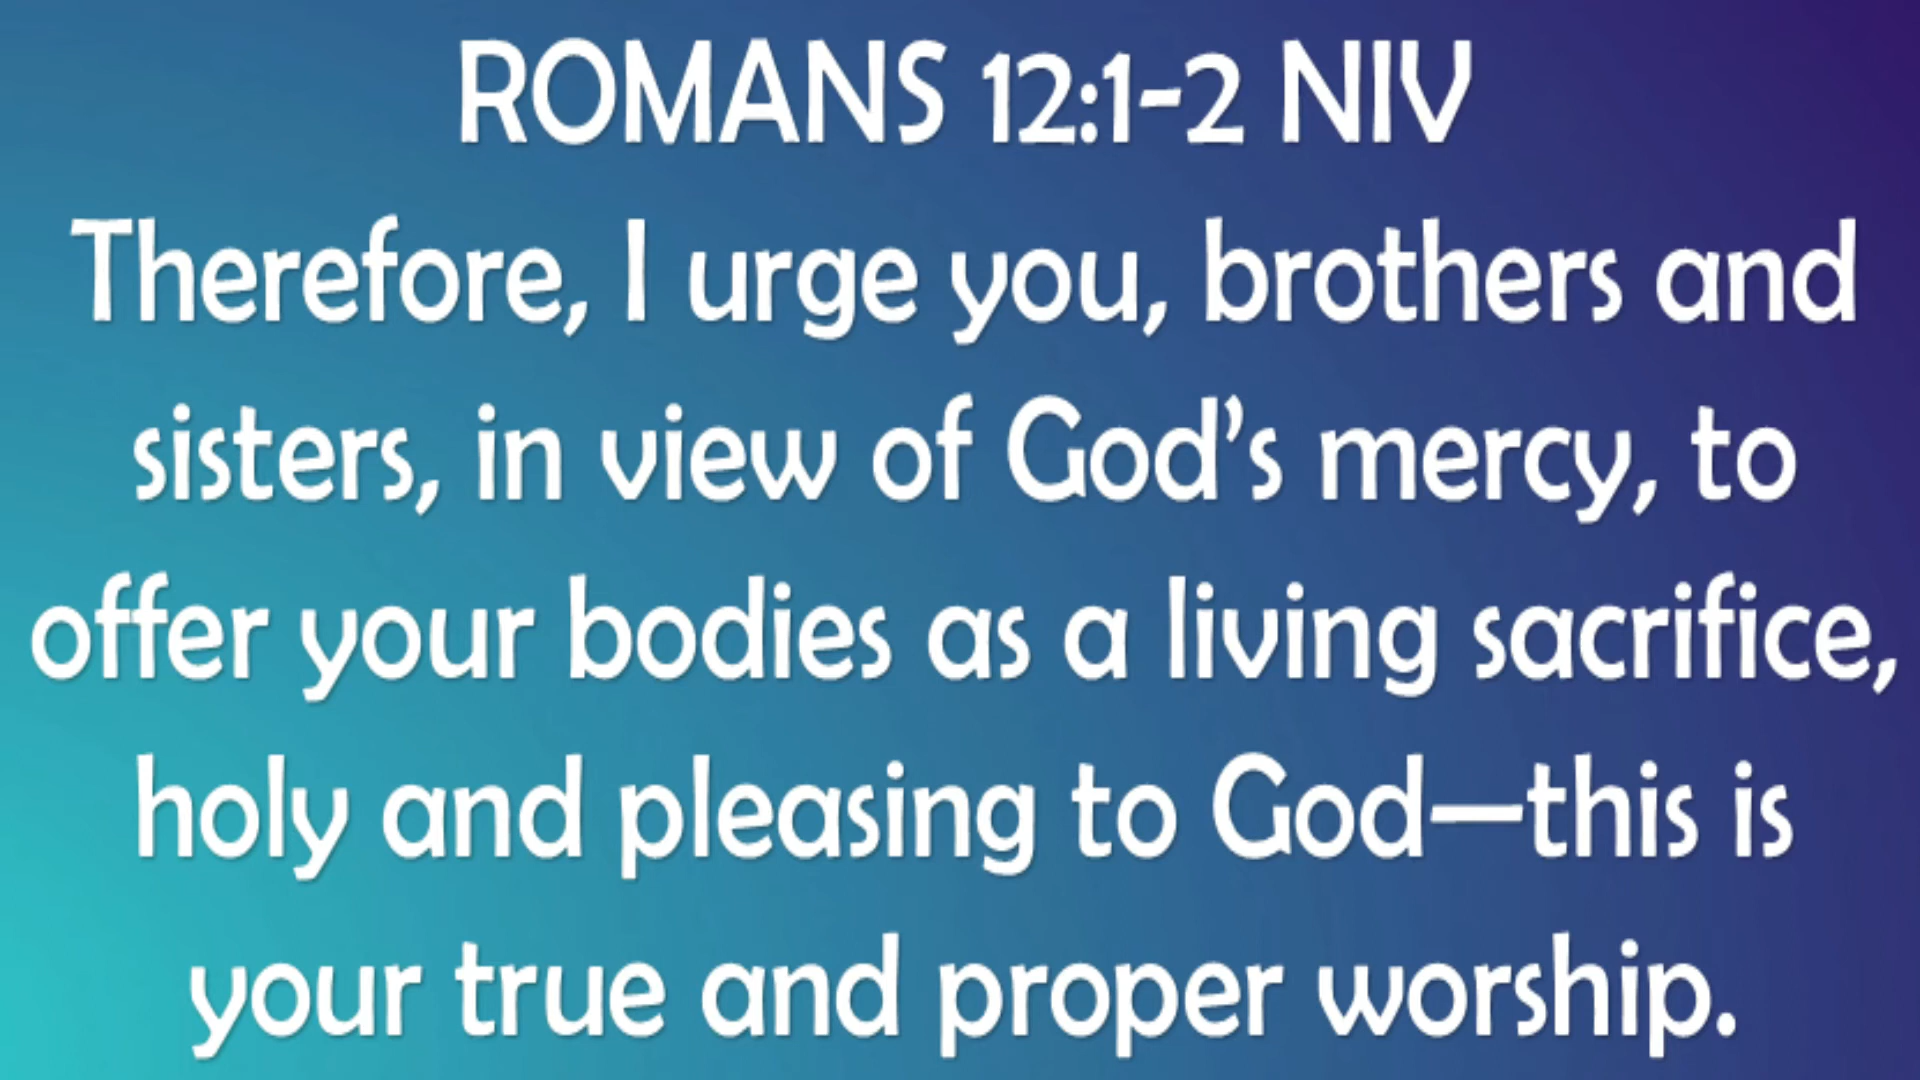 ROMANS 12:1-2 NIV
Therefore, I urge you, brothers and
sisters, in view of God’s mercy, to
offer your bodies as a living sacrifice,
holy and pleasing to God—this is
your true and proper worship.